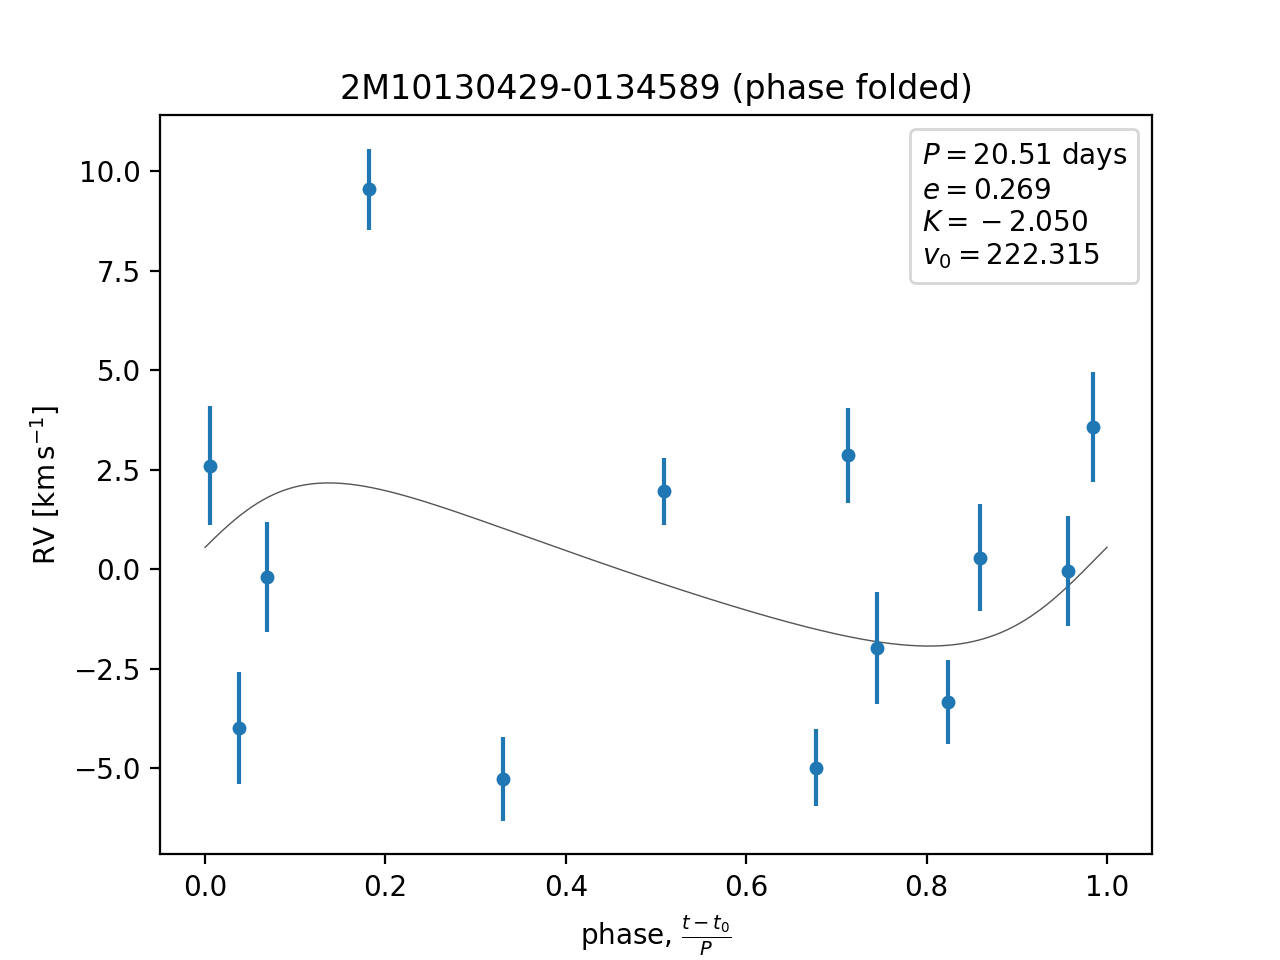 2M10130429-0134589 (phase folded)
P = 20.51 days
e = 0.269
K = −2.050
v₀ = 222.315
10.0
7.5
5.0
2.5
0.0
−2.5
−5.0
RV [km s⁻¹]
0.0 0.2 0.4 0.6 0.8 1.0
phase, (t − t₀)/P